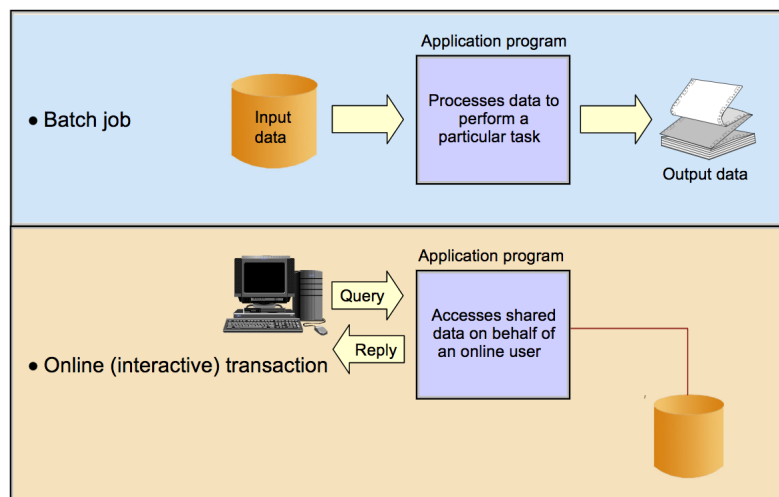 Application program
• Batch job
Input
data
Processes data to
perform a
particular task
Output data
Application program
Query
Reply
Accesses shared
data on behalf of
an online user
• Online (interactive) transaction